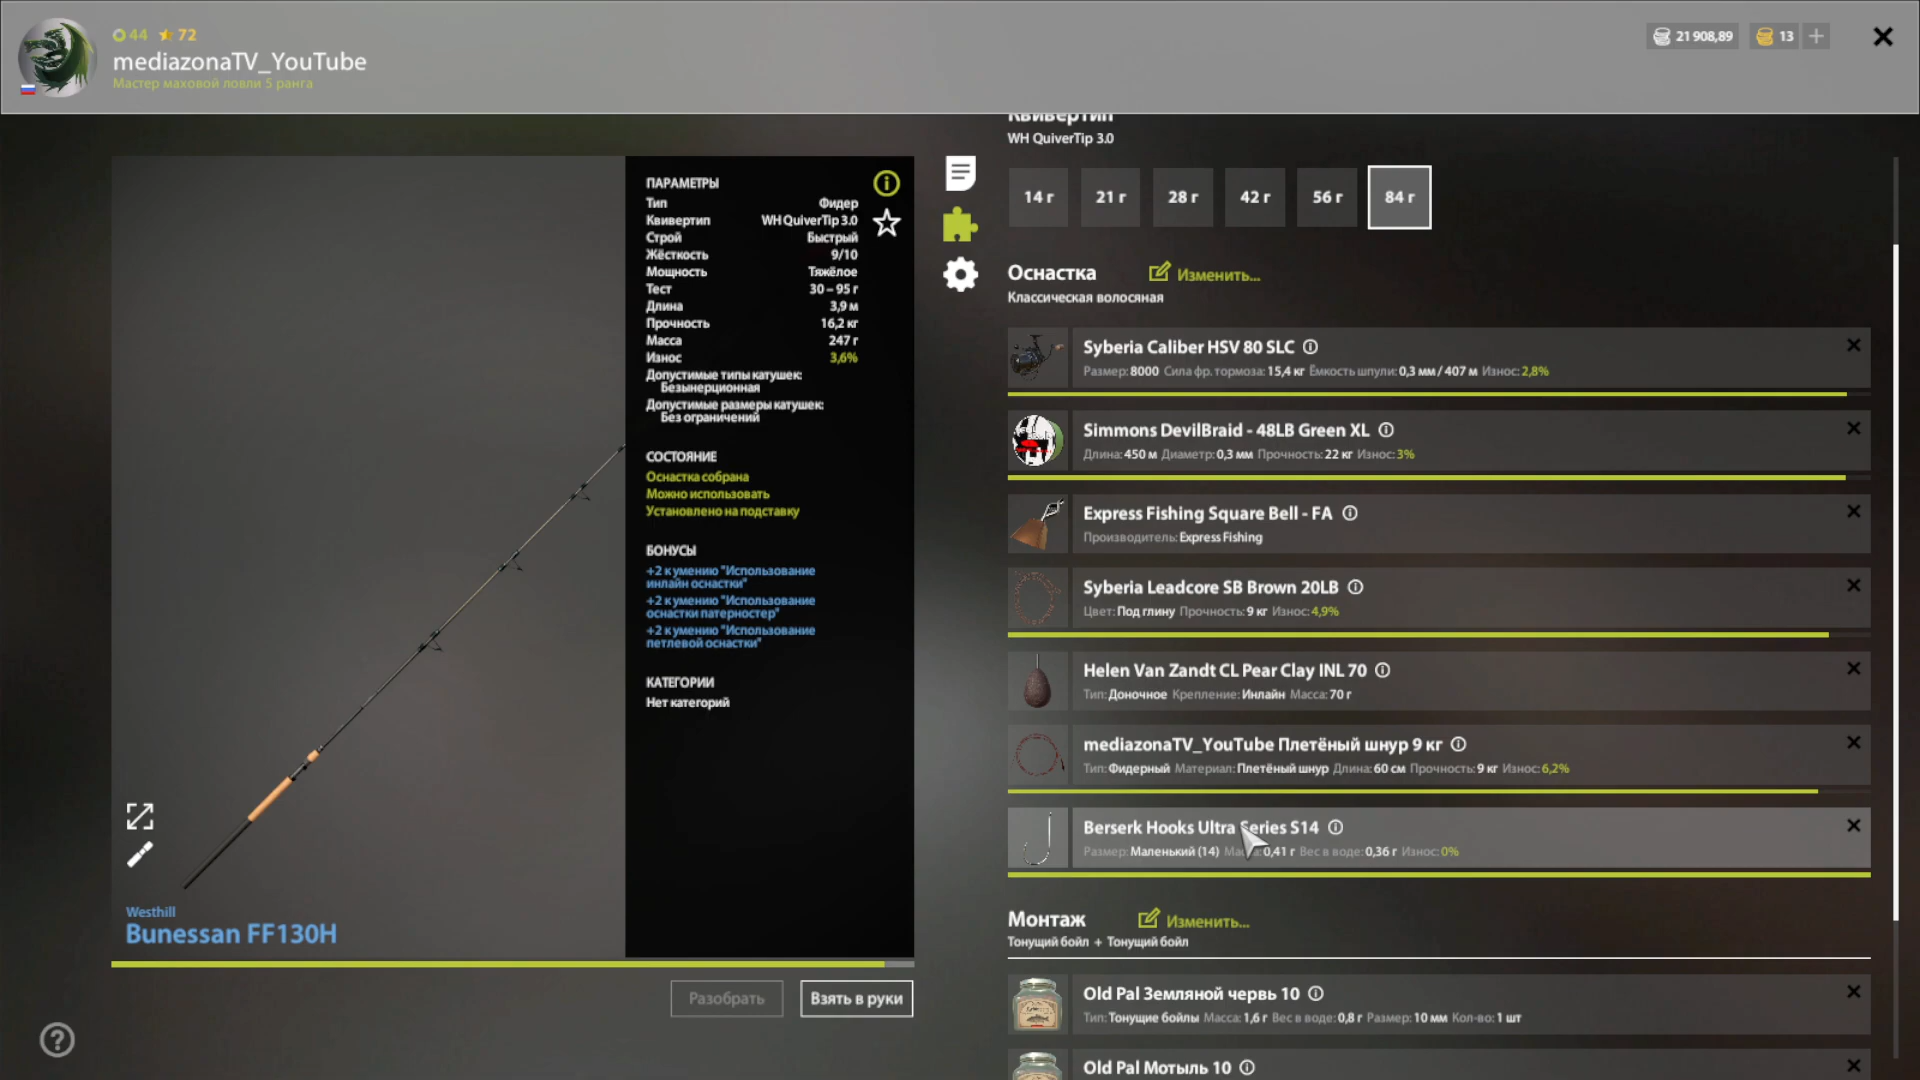 44 72
21 908,89 13 +
mediazonaTV_YouTube
Мастер маховой ловли 5 ранга
Квивертип
WH QuiverTip 3.0
14 г 21 г 28 г 42 г 56 г 84 г
ПАРАМЕТРЫ
Тип Фидер
Квивертип WH QuiverTip 3.0
Строй Быстрый
Жёсткость 9/10
Мощность Тяжёлое
Тест 30 – 95 г
Длина 3,9 м
Прочность 16,2 кг
Масса 247 г
Износ 3,6%
Допустимые типы катушек:
Безынерционная
Допустимые размеры катушек:
Без ограничений
СОСТОЯНИЕ
Оснастка собрана
Можно использовать
Установлено на подставку
БОНУСЫ
+2 к умению "Использование
инлайн оснастки"
+2 к умению "Использование
оснастки патерностер"
+2 к умению "Использование
петлевой оснастки"
КАТЕГОРИИ
Нет категорий
Westhill
Bunessan FF130H
Разобрать Взять в руки
?
Оснастка Изменить...
Классическая волосяная
Syberia Caliber HSV 80 SLC
Размер: 8000 Сила фр. тормоза: 15,4 кг Ёмкость шпули: 0,3 мм / 407 м Износ: 2,8%
Simmons DevilBraid - 48LB Green XL
Длина: 450 м Диаметр: 0,3 мм Прочность: 22 кг Износ: 3%
Express Fishing Square Bell - FA
Производитель: Express Fishing
Syberia Leadcore SB Brown 20LB
Цвет: Под глину Прочность: 9 кг Износ: 4,9%
Helen Van Zandt CL Pear Clay INL 70
Тип: Доночное Крепление: Инлайн Масса: 70 г
mediazonaTV_YouTube Плетёный шнур 9 кг
Тип: Фидерный Материал: Плетёный шнур Длина: 60 см Прочность: 9 кг Износ: 6,2%
Berserk Hooks Ultra Series S14
Размер: Маленький (14) 0,41 г Вес в воде: 0,36 г Износ: 0%
Монтаж Изменить...
Тонущий бойл + Тонущий бойл
Old Pal Земляной червь 10
Тип: Тонущие бойлы Масса: 1,6 г Вес в воде: 0,8 г Размер: 10 мм Кол-во: 1 шт
Old Pal Мотыль 10